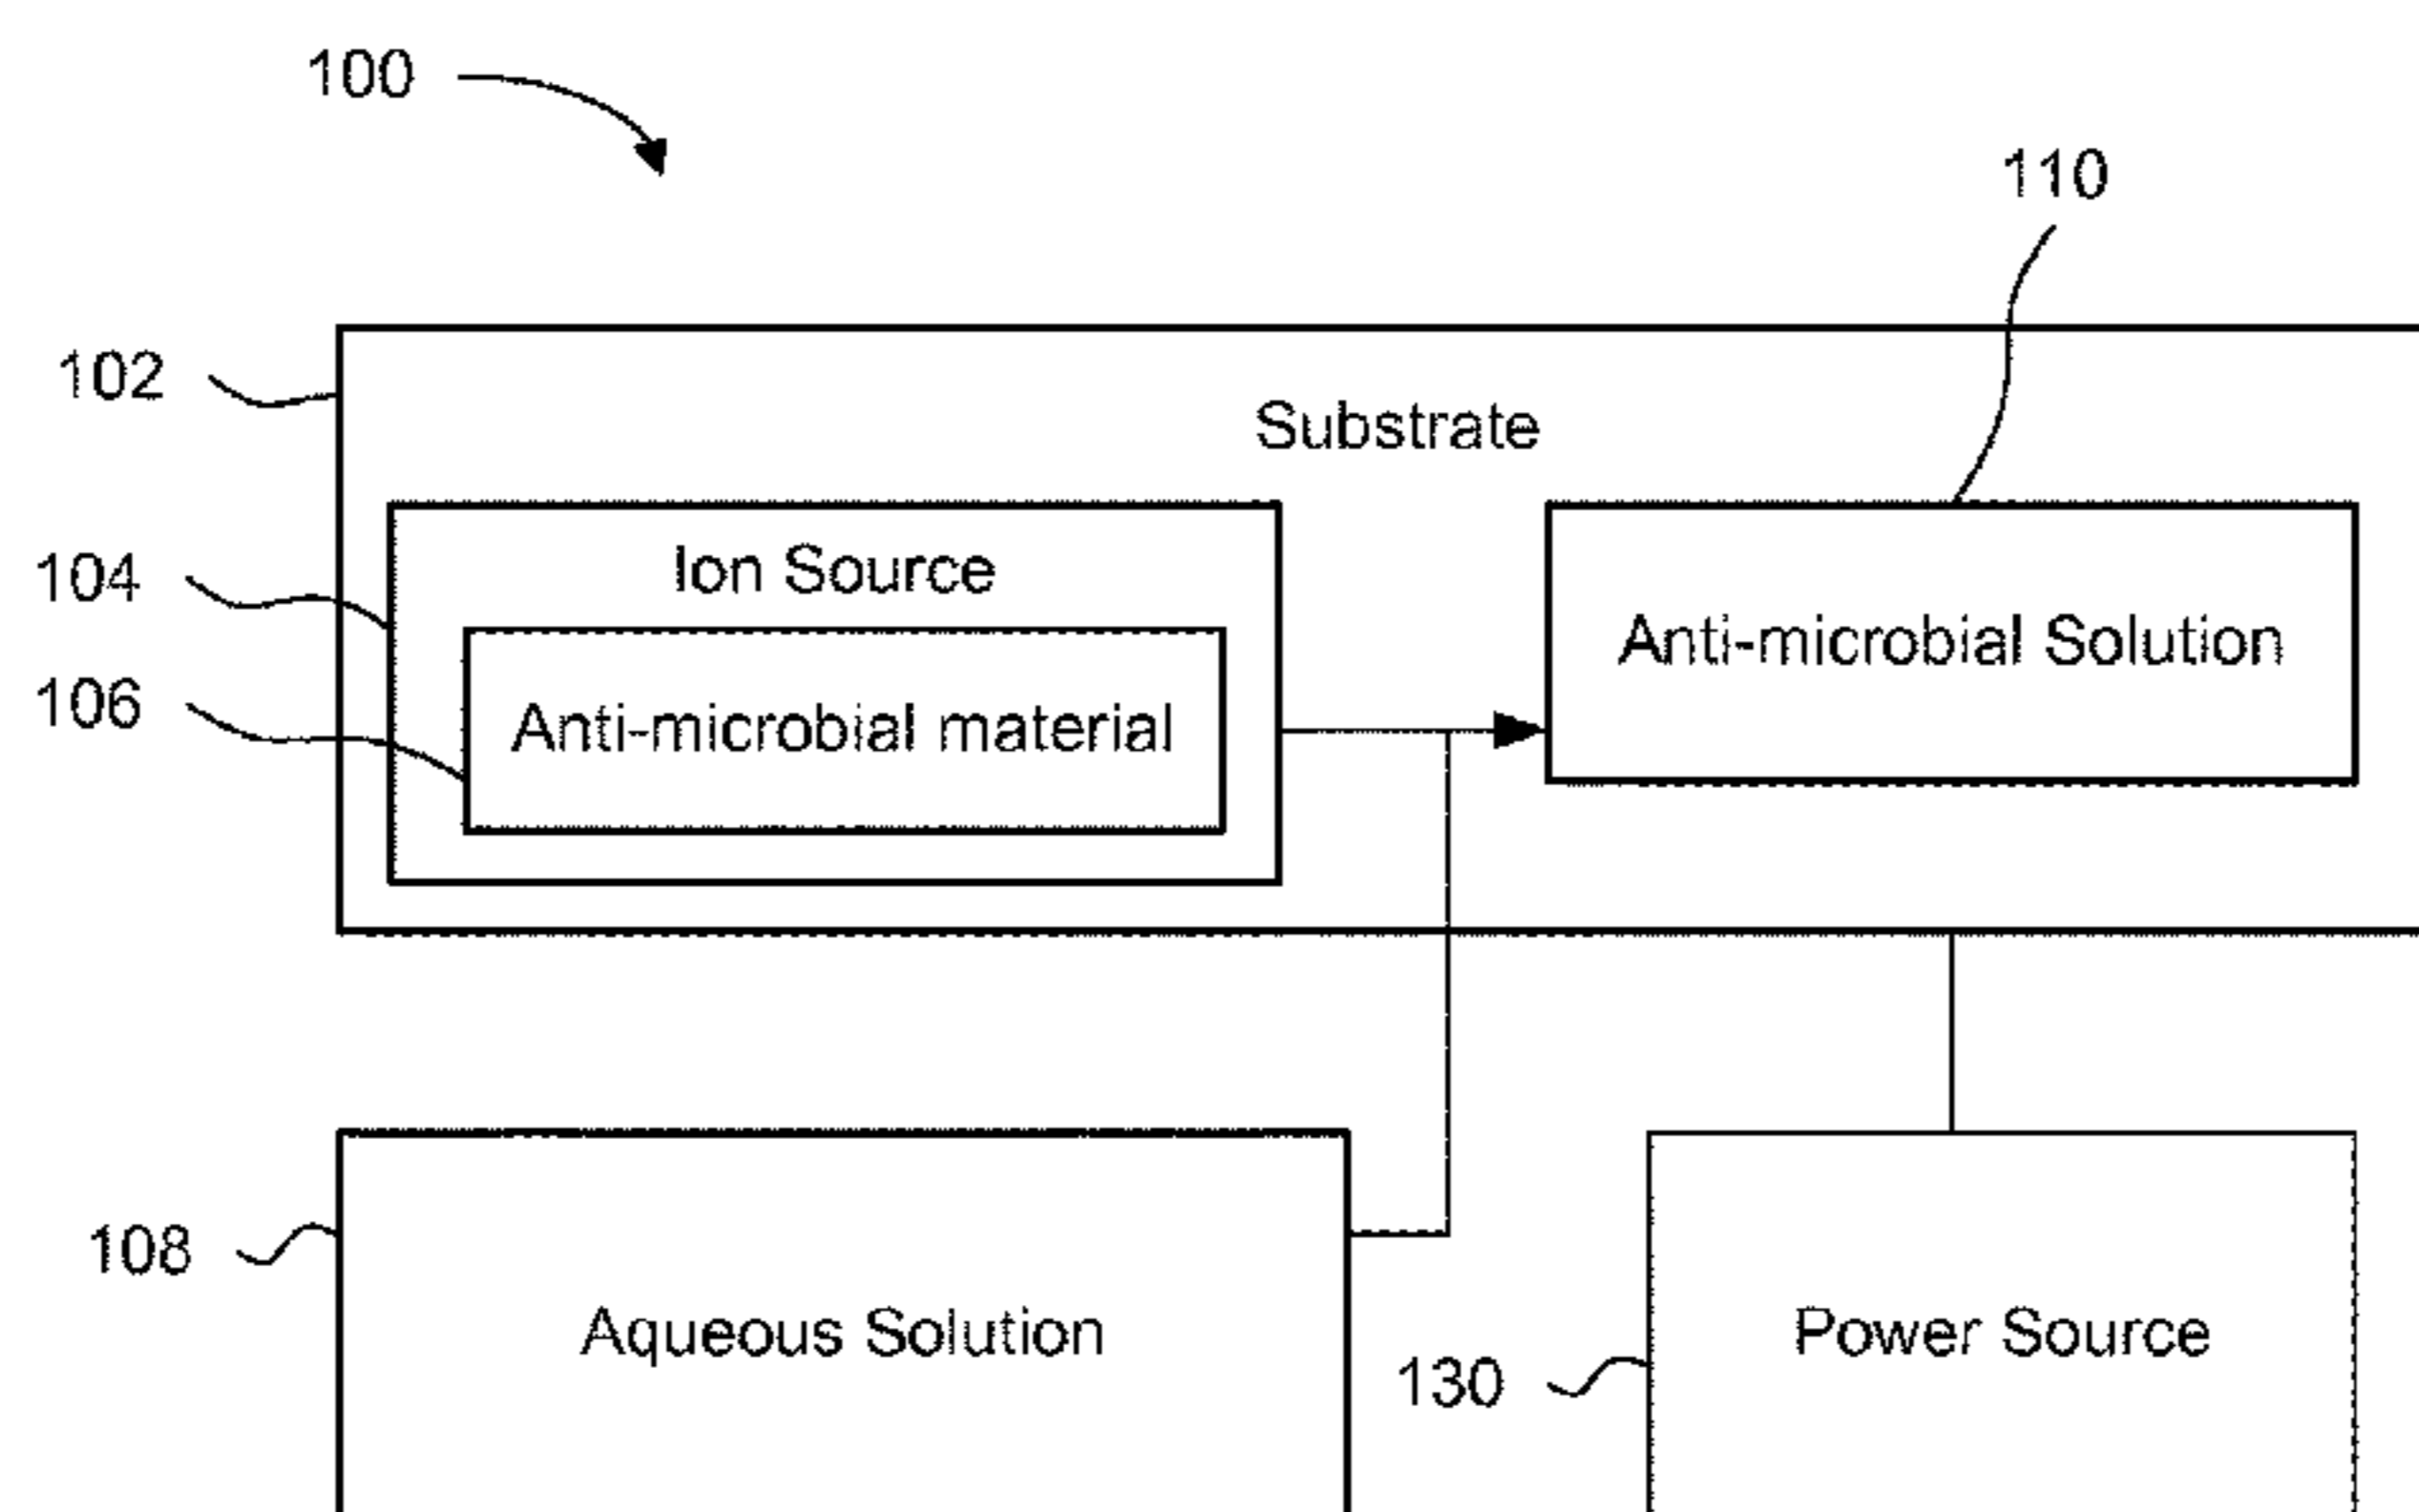 100
110
102
Substrate
104
Ion Source
Anti-microbial Solution
106
Anti-microbial material
108
Aqueous Solution
Power Source
130